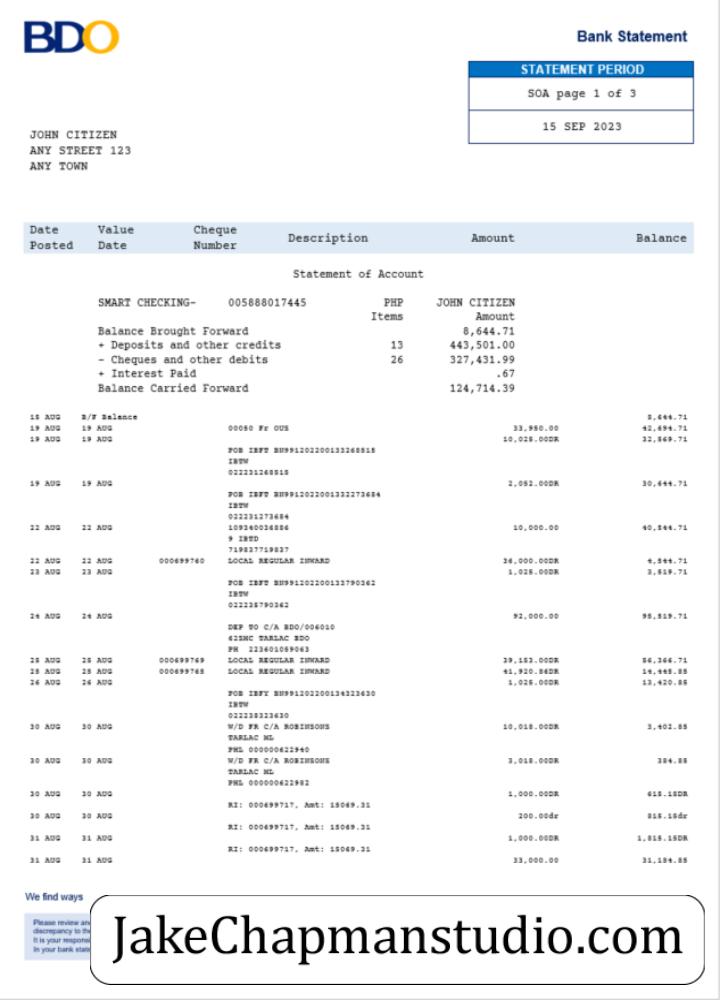 BDO
Bank Statement
STATEMENT PERIOD
SOA page 1 of 3
15 SEP 2023
JOHN CITIZEN
ANY STREET 123
ANY TOWN
Date Posted Value Date Cheque Number Description Amount Balance
Statement of Account
SMART CHECKING- 005888017445 PHP JOHN CITIZEN
Items Amount
Balance Brought Forward 8,644.71
+ Deposits and other credits 13 443,501.00
- Cheques and other debits 26 327,431.99
+ Interest Paid .67
Balance Carried Forward 124,714.39
15 AUG B/F Balance 8,644.71
19 AUG 19 AUG 00050 Fr OUS 33,950.00 42,694.71
19 AUG 19 AUG 10,025.00DR 32,569.71
POB IBFT BN991202200133268515
IBTW
022231268515
19 AUG 19 AUG 2,052.00DR 30,644.71
POB IBFT BN9912022001332273684
IBTW
022231273684
22 AUG 22 AUG 109340036886 10,000.00 40,544.71
9 IBTD
719837719837
22 AUG 22 AUG 000699760 LOCAL REGULAR INWARD 36,000.00DR 4,544.71
23 AUG 23 AUG 1,025.00DR 3,519.71
POB IBFT BN991202200133790362
IBTW
022235790362
24 AUG 24 AUG 92,000.00 95,519.71
DEP TO C/A BDO/006010
625MC TARLAC BDO
PH 223601059063
25 AUG 25 AUG 000699769 LOCAL REGULAR INWARD 39,153.00DR 56,366.71
25 AUG 25 AUG 000699765 LOCAL REGULAR INWARD 41,920.86DR 14,445.85
26 AUG 26 AUG 1,025.00DR 13,420.85
POB IBFY BN991202200134323630
IBTW
022235323630
30 AUG 30 AUG W/D FR C/A ROBINSONS 10,018.00DR 3,402.85
TARLAC ML
PHL 000000622940
30 AUG 30 AUG W/D FR C/A ROBINSONS 3,018.00DR 384.85
TARLAC ML
PHL 000000622982
30 AUG 30 AUG 1,000.00DR 615.15DR
RI: 000699717, Amt: 15069.31
30 AUG 30 AUG 200.00dr 815.15dr
RI: 000699717, Amt: 15069.31
31 AUG 31 AUG 1,000.00DR 1,815.15DR
RI: 000699717, Amt: 15069.31
31 AUG 31 AUG 33,000.00 31,184.85
We find ways
Please review an
discrepancy to th
It is your respons
In your bank state
JakeChapmanstudio.com